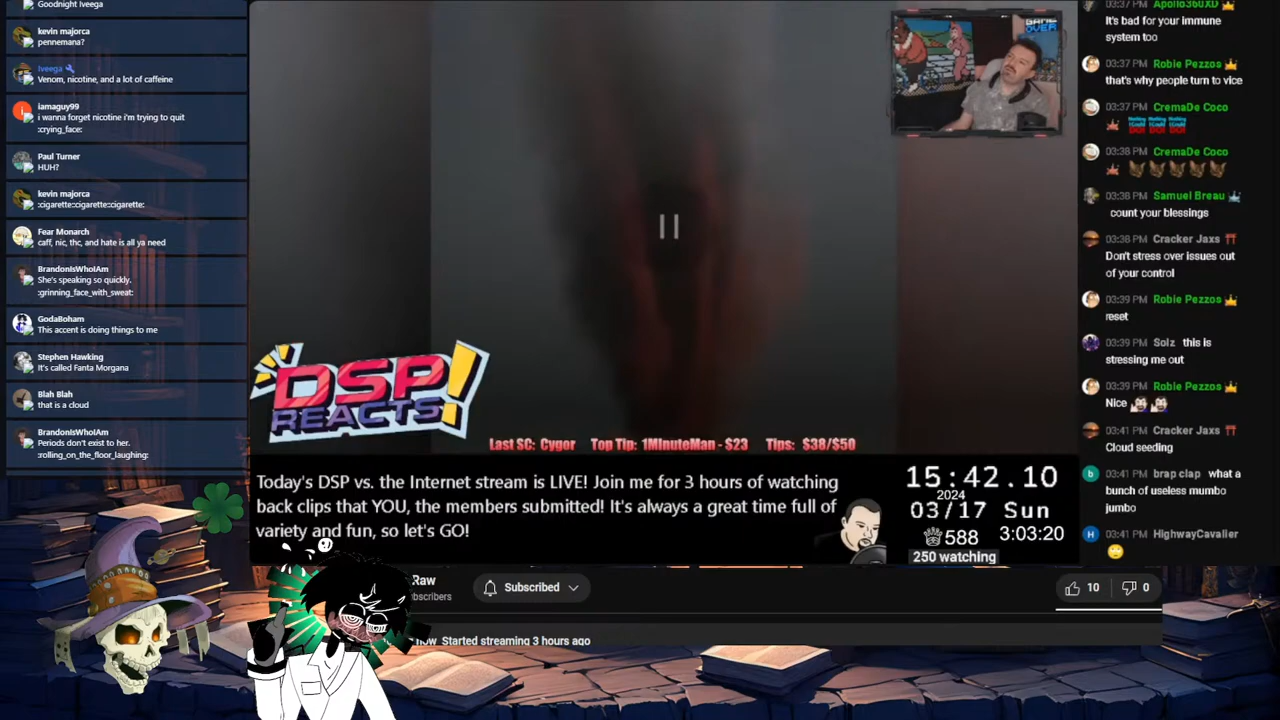 Goodnight Iveega
kevin majorca
pennemana?
Iveega
Venom, nicotine, and a lot of caffeine
iamaguy99
i wanna forget nicotine i'm trying to quit
:crying_face:
Paul Turner
HUH?
kevin majorca
:cigarette::cigarette::cigarette:
Fear Monarch
caff, nic, thc, and hate is all ya need
BrandonIsWhoIAm
She's speaking so quickly.
:grinning_face_with_sweat:
GodaBoham
This accent is doing things to me
Stephen Hawking
It's called Fanta Morgana
Blah Blah
that is a cloud
BrandonIsWhoIAm
Periods don't exist to her.
:rolling_on_the_floor_laughing:
GAME
OVER
DSP!
REACTS
Last SC: Cygor Top Tip: 1MinuteMan - $23 Tips: $38/$50
Today's DSP vs. the Internet stream is LIVE! Join me for 3 hours of watching
back clips that YOU, the members submitted! It's always a great time full of
variety and fun, so let's GO!
15:42.10
2024
03/17 Sun
588 3:03:20
250 watching
Raw
bscribers
Subscribed
10
0
now Started streaming 3 hours ago
03:37 PM Apollo360XD
It's bad for your immune
system too
03:37 PM Robie Pezzos
that's why people turn to vice
03:37 PM CremaDe Coco
03:38 PM CremaDe Coco
03:38 PM Samuel Breau
count your blessings
03:38 PM Cracker Jaxs
Don't stress over issues out
of your control
03:39 PM Robie Pezzos
reset
03:39 PM Solz this is
stressing me out
03:39 PM Robie Pezzos
Nice
03:41 PM Cracker Jaxs
Cloud seeding
03:41 PM brap clap what a
bunch of useless mumbo
jumbo
03:41 PM HighwayCavalier